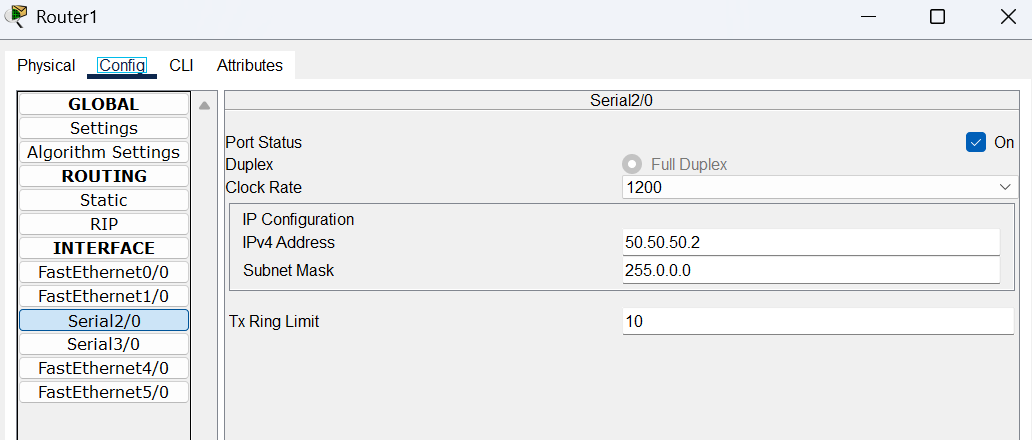 Router1
Physical Config CLI Attributes
GLOBAL
Settings
Algorithm Settings
ROUTING
Static
RIP
INTERFACE
FastEthernet0/0
FastEthernet1/0
Serial2/0
Serial3/0
FastEthernet4/0
FastEthernet5/0
Serial2/0
Port Status On
Duplex Full Duplex
Clock Rate 1200
IP Configuration
IPv4 Address 50.50.50.2
Subnet Mask 255.0.0.0
Tx Ring Limit 10